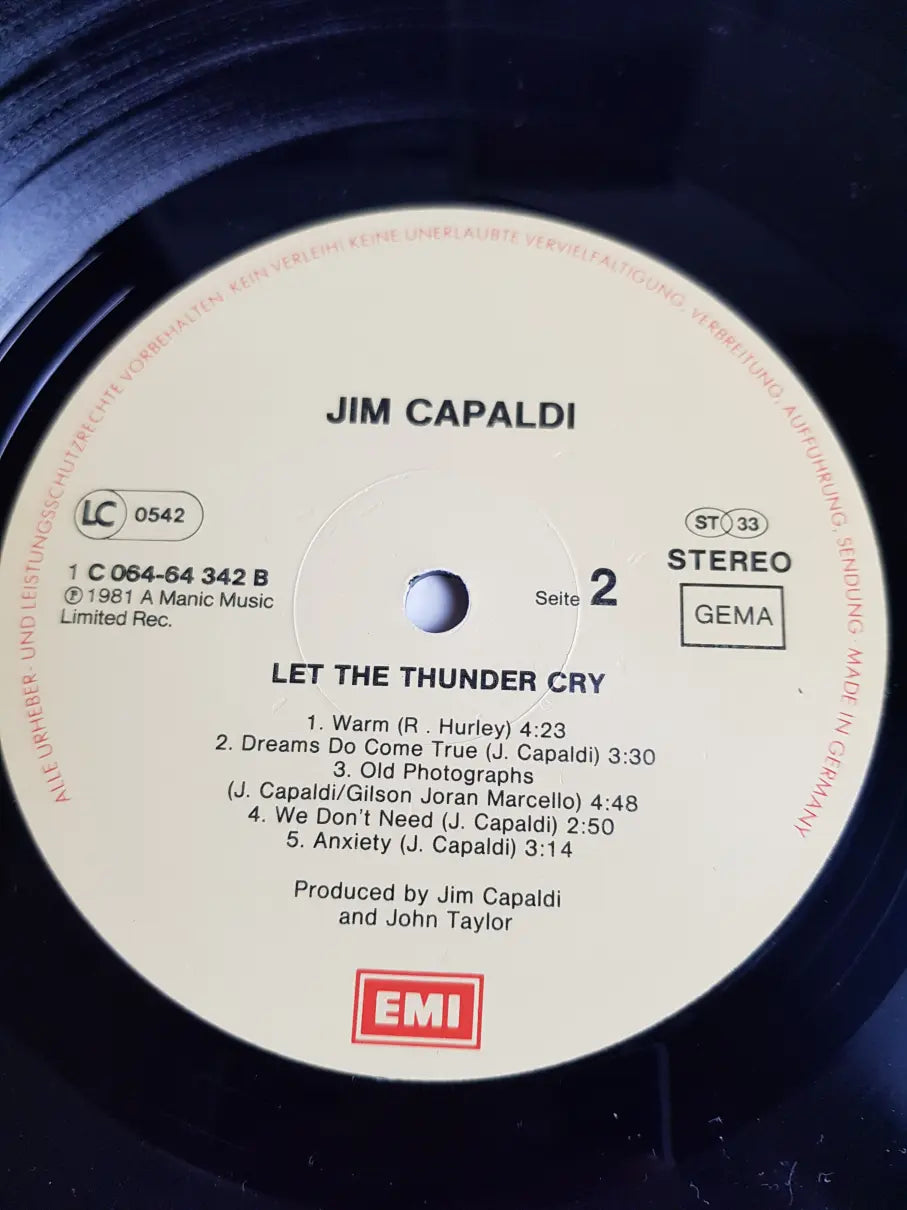 ALLE URHEBER- UND LEISTUNGSSCHUTZRECHTE VORBEHALTEN. KEIN VERLEIH! KEINE UNERLAUBTE VERVIELFÄLTIGUNG, VERBREITUNG, AUFFÜHRUNG, SENDUNG · MADE IN GERMANY
JIM CAPALDI
LC 0542
1 C 064-64 342 B
Ⓟ 1981 A Manic Music
Limited Rec.
Seite 2
ST 33
STEREO
GEMA
LET THE THUNDER CRY
1. Warm (R . Hurley) 4:23
2. Dreams Do Come True (J. Capaldi) 3:30
3. Old Photographs
(J. Capaldi/Gilson Joran Marcello) 4:48
4. We Don't Need (J. Capaldi) 2:50
5. Anxiety (J. Capaldi) 3:14
Produced by Jim Capaldi
and John Taylor
EMI